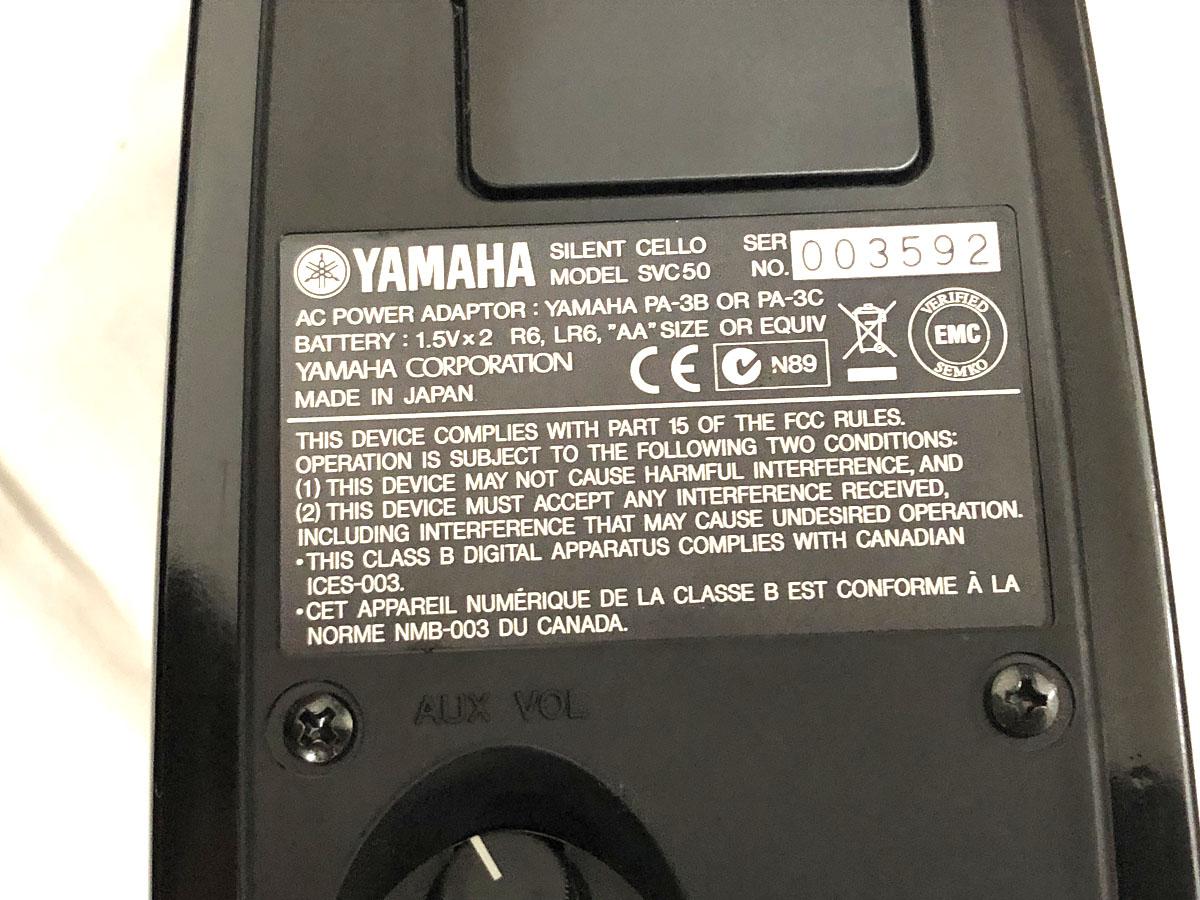 YAMAHA SILENT CELLO SER 003592
MODEL SVC50 NO.
AC POWER ADAPTOR : YAMAHA PA-3B OR PA-3C
BATTERY : 1.5V×2 R6, LR6, "AA" SIZE OR EQUIV
YAMAHA CORPORATION
MADE IN JAPAN
CE N89
VERIFIED
EMC
SEMKO
THIS DEVICE COMPLIES WITH PART 15 OF THE FCC RULES.
OPERATION IS SUBJECT TO THE FOLLOWING TWO CONDITIONS:
(1) THIS DEVICE MAY NOT CAUSE HARMFUL INTERFERENCE, AND
(2) THIS DEVICE MUST ACCEPT ANY INTERFERENCE RECEIVED,
INCLUDING INTERFERENCE THAT MAY CAUSE UNDESIRED OPERATION.
•THIS CLASS B DIGITAL APPARATUS COMPLIES WITH CANADIAN
ICES-003.
•CET APPAREIL NUMÉRIQUE DE LA CLASSE B EST CONFORME À LA
NORME NMB-003 DU CANADA.
AUX VOL